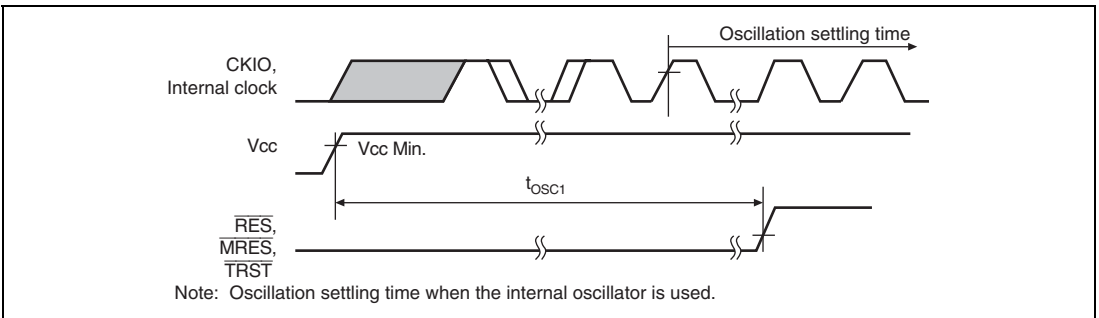 Oscillation settling time
CKIO,
Internal clock
Vcc
Vcc Min.
tOSC1
RES,
MRES,
TRST
Note: Oscillation settling time when the internal oscillator is used.